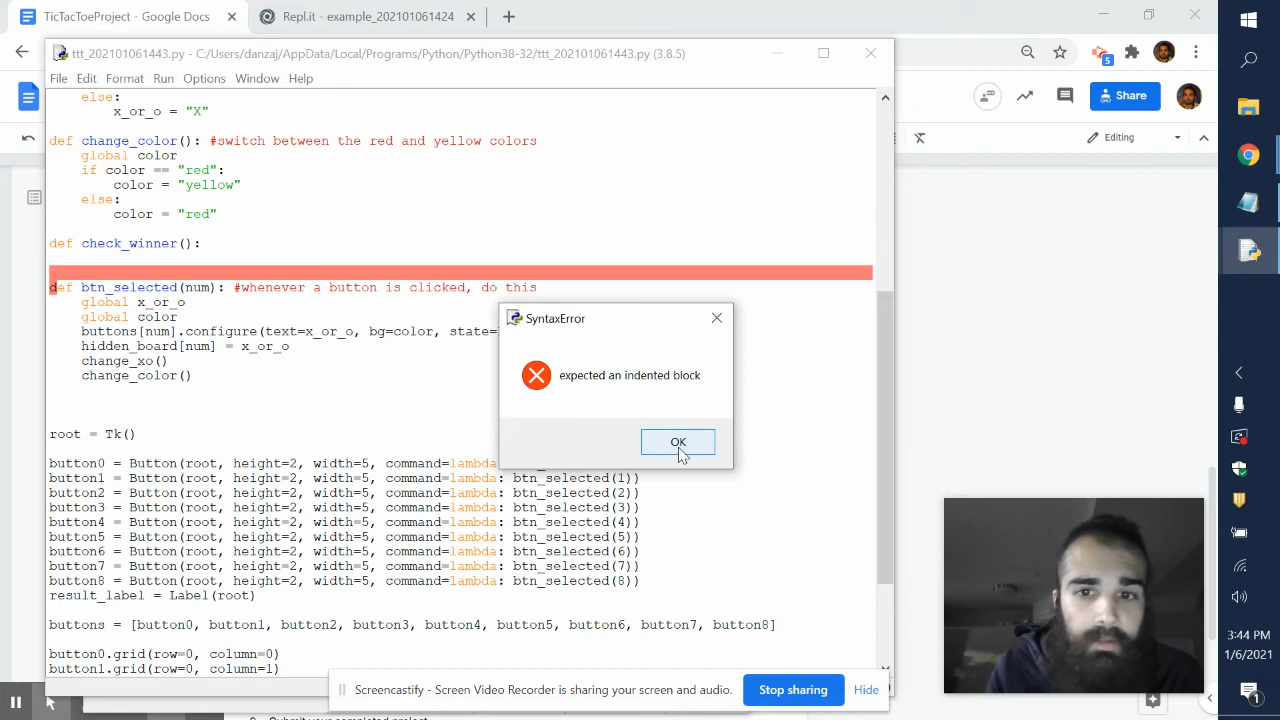 TicTacToeProject - Google Docs
Repl.it - example_202101061424
ttt_202101061443.py - C:/Users/danzaj/AppData/Local/Programs/Python/Python38-32/ttt_202101061443.py (3.8.5)
5
File Edit Format Run Options Window Help
Share
Editing
else:
x_or_o = "X"
def change_color(): #switch between the red and yellow colors
global color
if color == "red":
color = "yellow"
else:
color = "red"
def check_winner():
def btn_selected(num): #whenever a button is clicked, do this
global x_or_o
global color
buttons[num].configure(text=x_or_o, bg=color, state=
hidden_board[num] = x_or_o
change_xo()
change_color()
SyntaxError
expected an indented block
OK
root = Tk()
button0 = Button(root, height=2, width=5, command=lambda
button1 = Button(root, height=2, width=5, command=lambda: btn_selected(1))
button2 = Button(root, height=2, width=5, command=lambda: btn_selected(2))
button3 = Button(root, height=2, width=5, command=lambda: btn_selected(3))
button4 = Button(root, height=2, width=5, command=lambda: btn_selected(4))
button5 = Button(root, height=2, width=5, command=lambda: btn_selected(5))
button6 = Button(root, height=2, width=5, command=lambda: btn_selected(6))
button7 = Button(root, height=2, width=5, command=lambda: btn_selected(7))
button8 = Button(root, height=2, width=5, command=lambda: btn_selected(8))
result_label = Label(root)
buttons = [button0, button1, button2, button3, button4, button5, button6, button7, button8]
button0.grid(row=0, column=0)
button1.grid(row=0, column=1)
Screencastify - Screen Video Recorder is sharing your screen and audio.
Stop sharing
Hide
3:44 PM
1/6/2021
1